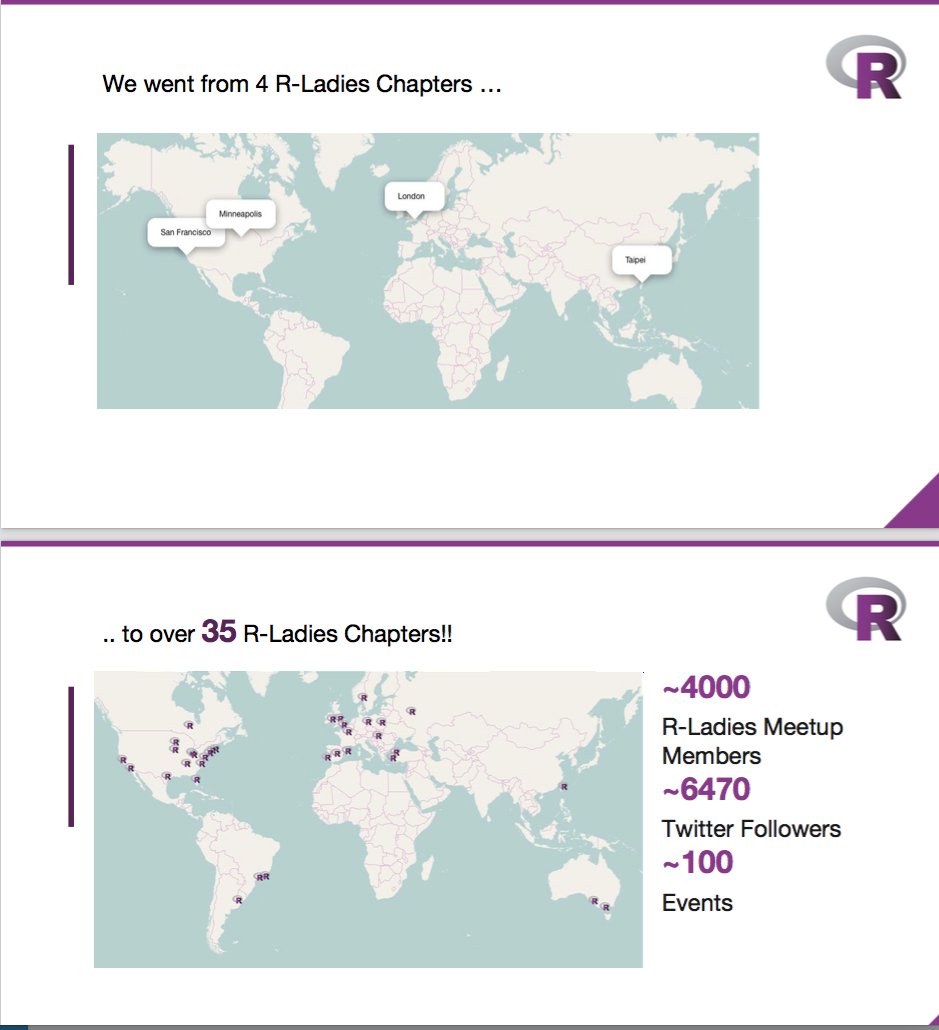 We went from 4 R-Ladies Chapters …
R
London
Minneapolis
San Francisco
Taipei
.. to over 35 R-Ladies Chapters!!
R
~4000
R-Ladies Meetup
Members
~6470
Twitter Followers
~100
Events